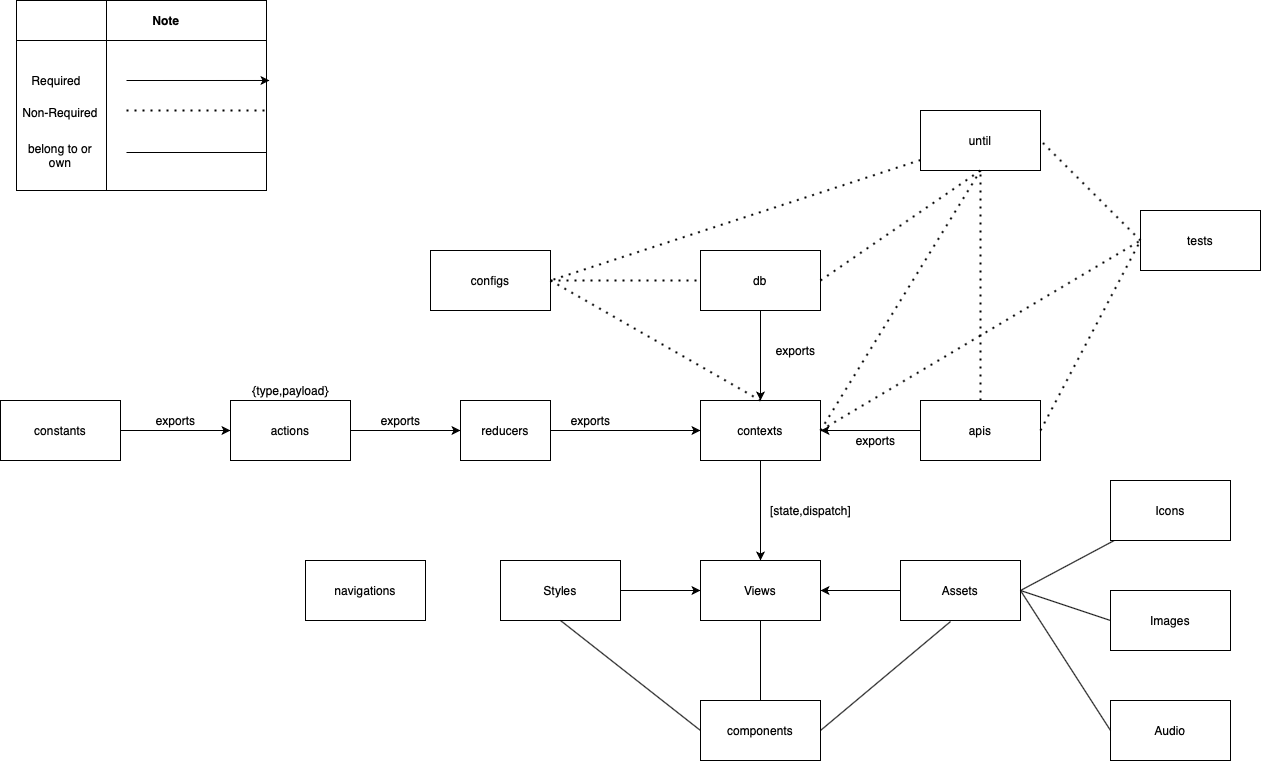 Note
Required
Non-Required
belong to or
own
until
tests
configs
db
exports
{type,payload}
constants
exports
actions
exports
reducers
exports
contexts
exports
apis
[state,dispatch]
Icons
navigations
Styles
Views
Assets
Images
components
Audio